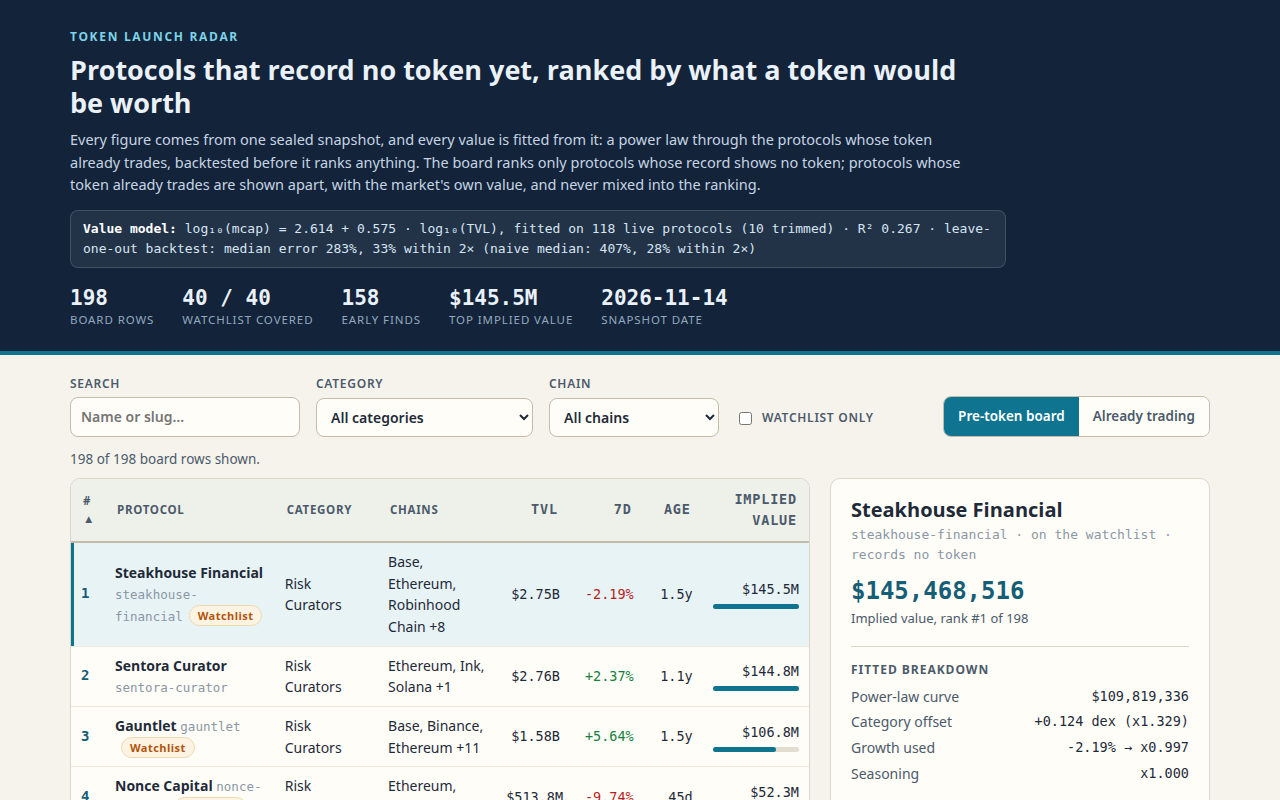 TOKEN LAUNCH RADAR
Protocols that record no token yet, ranked by what a token would
be worth
Every figure comes from one sealed snapshot, and every value is fitted from it: a power law through the protocols whose token
already trades, backtested before it ranks anything. The board ranks only protocols whose record shows no token; protocols whose
token already trades are shown apart, with the market's own value, and never mixed into the ranking.
Value model: log₁₀(mcap) = 2.614 + 0.575 · log₁₀(TVL), fitted on 118 live protocols (10 trimmed) · R² 0.267 · leave-
one-out backtest: median error 283%, 33% within 2× (naive median: 407%, 28% within 2×)
198 40 / 40 158 $145.5M 2026-11-14
BOARD ROWS WATCHLIST COVERED EARLY FINDS TOP IMPLIED VALUE SNAPSHOT DATE
SEARCH CATEGORY CHAIN
Name or slug... All categories All chains WATCHLIST ONLY Pre-token board Already trading
198 of 198 board rows shown.
# ▲ PROTOCOL CATEGORY CHAINS TVL 7D AGE IMPLIED VALUE
1 Steakhouse Financial steakhouse-financial Watchlist Risk Curators Base, Ethereum, Robinhood Chain +8 $2.75B -2.19% 1.5y $145.5M
2 Sentora Curator sentora-curator Risk Curators Ethereum, Ink, Solana +1 $2.76B +2.37% 1.1y $144.8M
3 Gauntlet gauntlet Watchlist Risk Curators Base, Binance, Ethereum +11 $1.58B +5.64% 1.5y $106.8M
4 Nonce Capital nonce- Risk Ethereum, $513.8M -9.74% 45d $52.3M
Steakhouse Financial
steakhouse-financial · on the watchlist ·
records no token
$145,468,516
Implied value, rank #1 of 198
FITTED BREAKDOWN
Power-law curve $109,819,336
Category offset +0.124 dex (x1.329)
Growth used -2.19% → x0.997
Seasoning x1.000